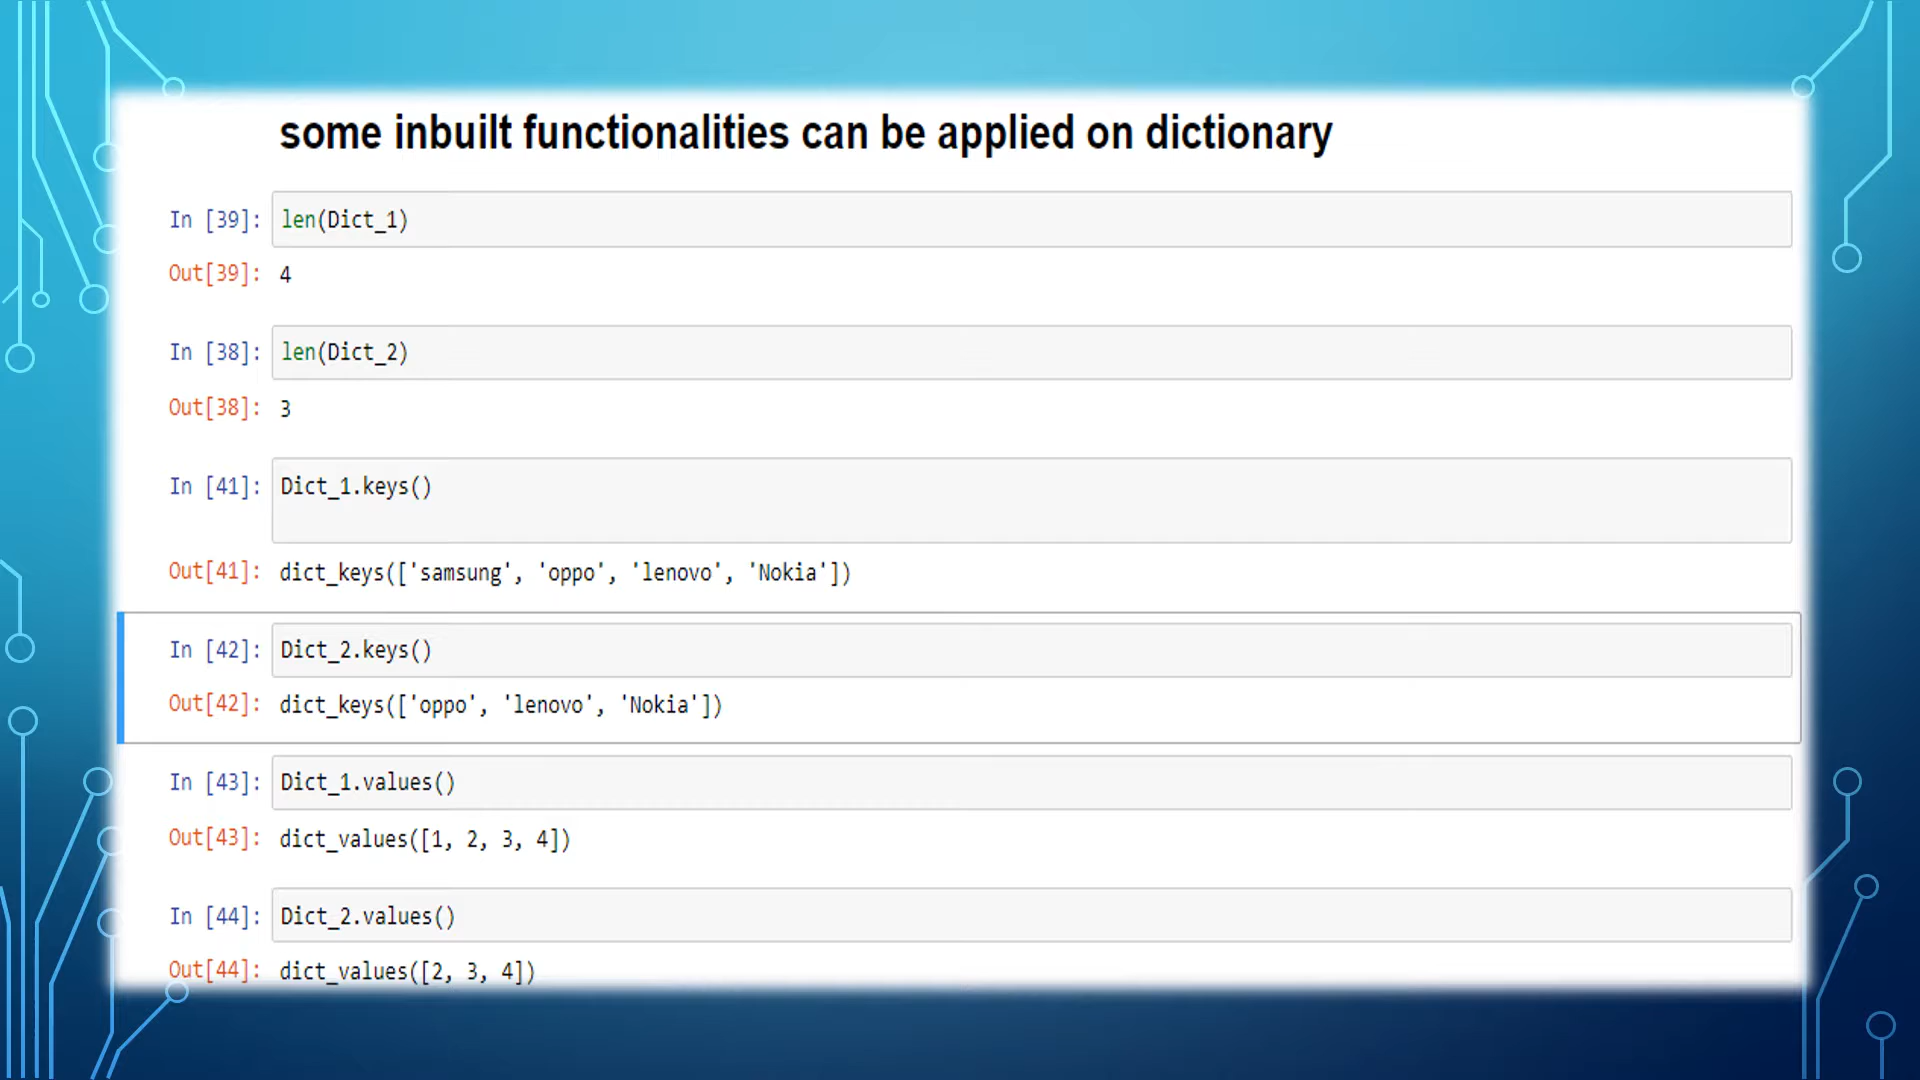 some inbuilt functionalities can be applied on dictionary
In [39]: len(Dict_1)
Out[39]: 4
In [38]: len(Dict_2)
Out[38]: 3
In [41]: Dict_1.keys()
Out[41]: dict_keys(['samsung', 'oppo', 'lenovo', 'Nokia'])
In [42]: Dict_2.keys()
Out[42]: dict_keys(['oppo', 'lenovo', 'Nokia'])
In [43]: Dict_1.values()
Out[43]: dict_values([1, 2, 3, 4])
In [44]: Dict_2.values()
Out[44]: dict_values([2, 3, 4])